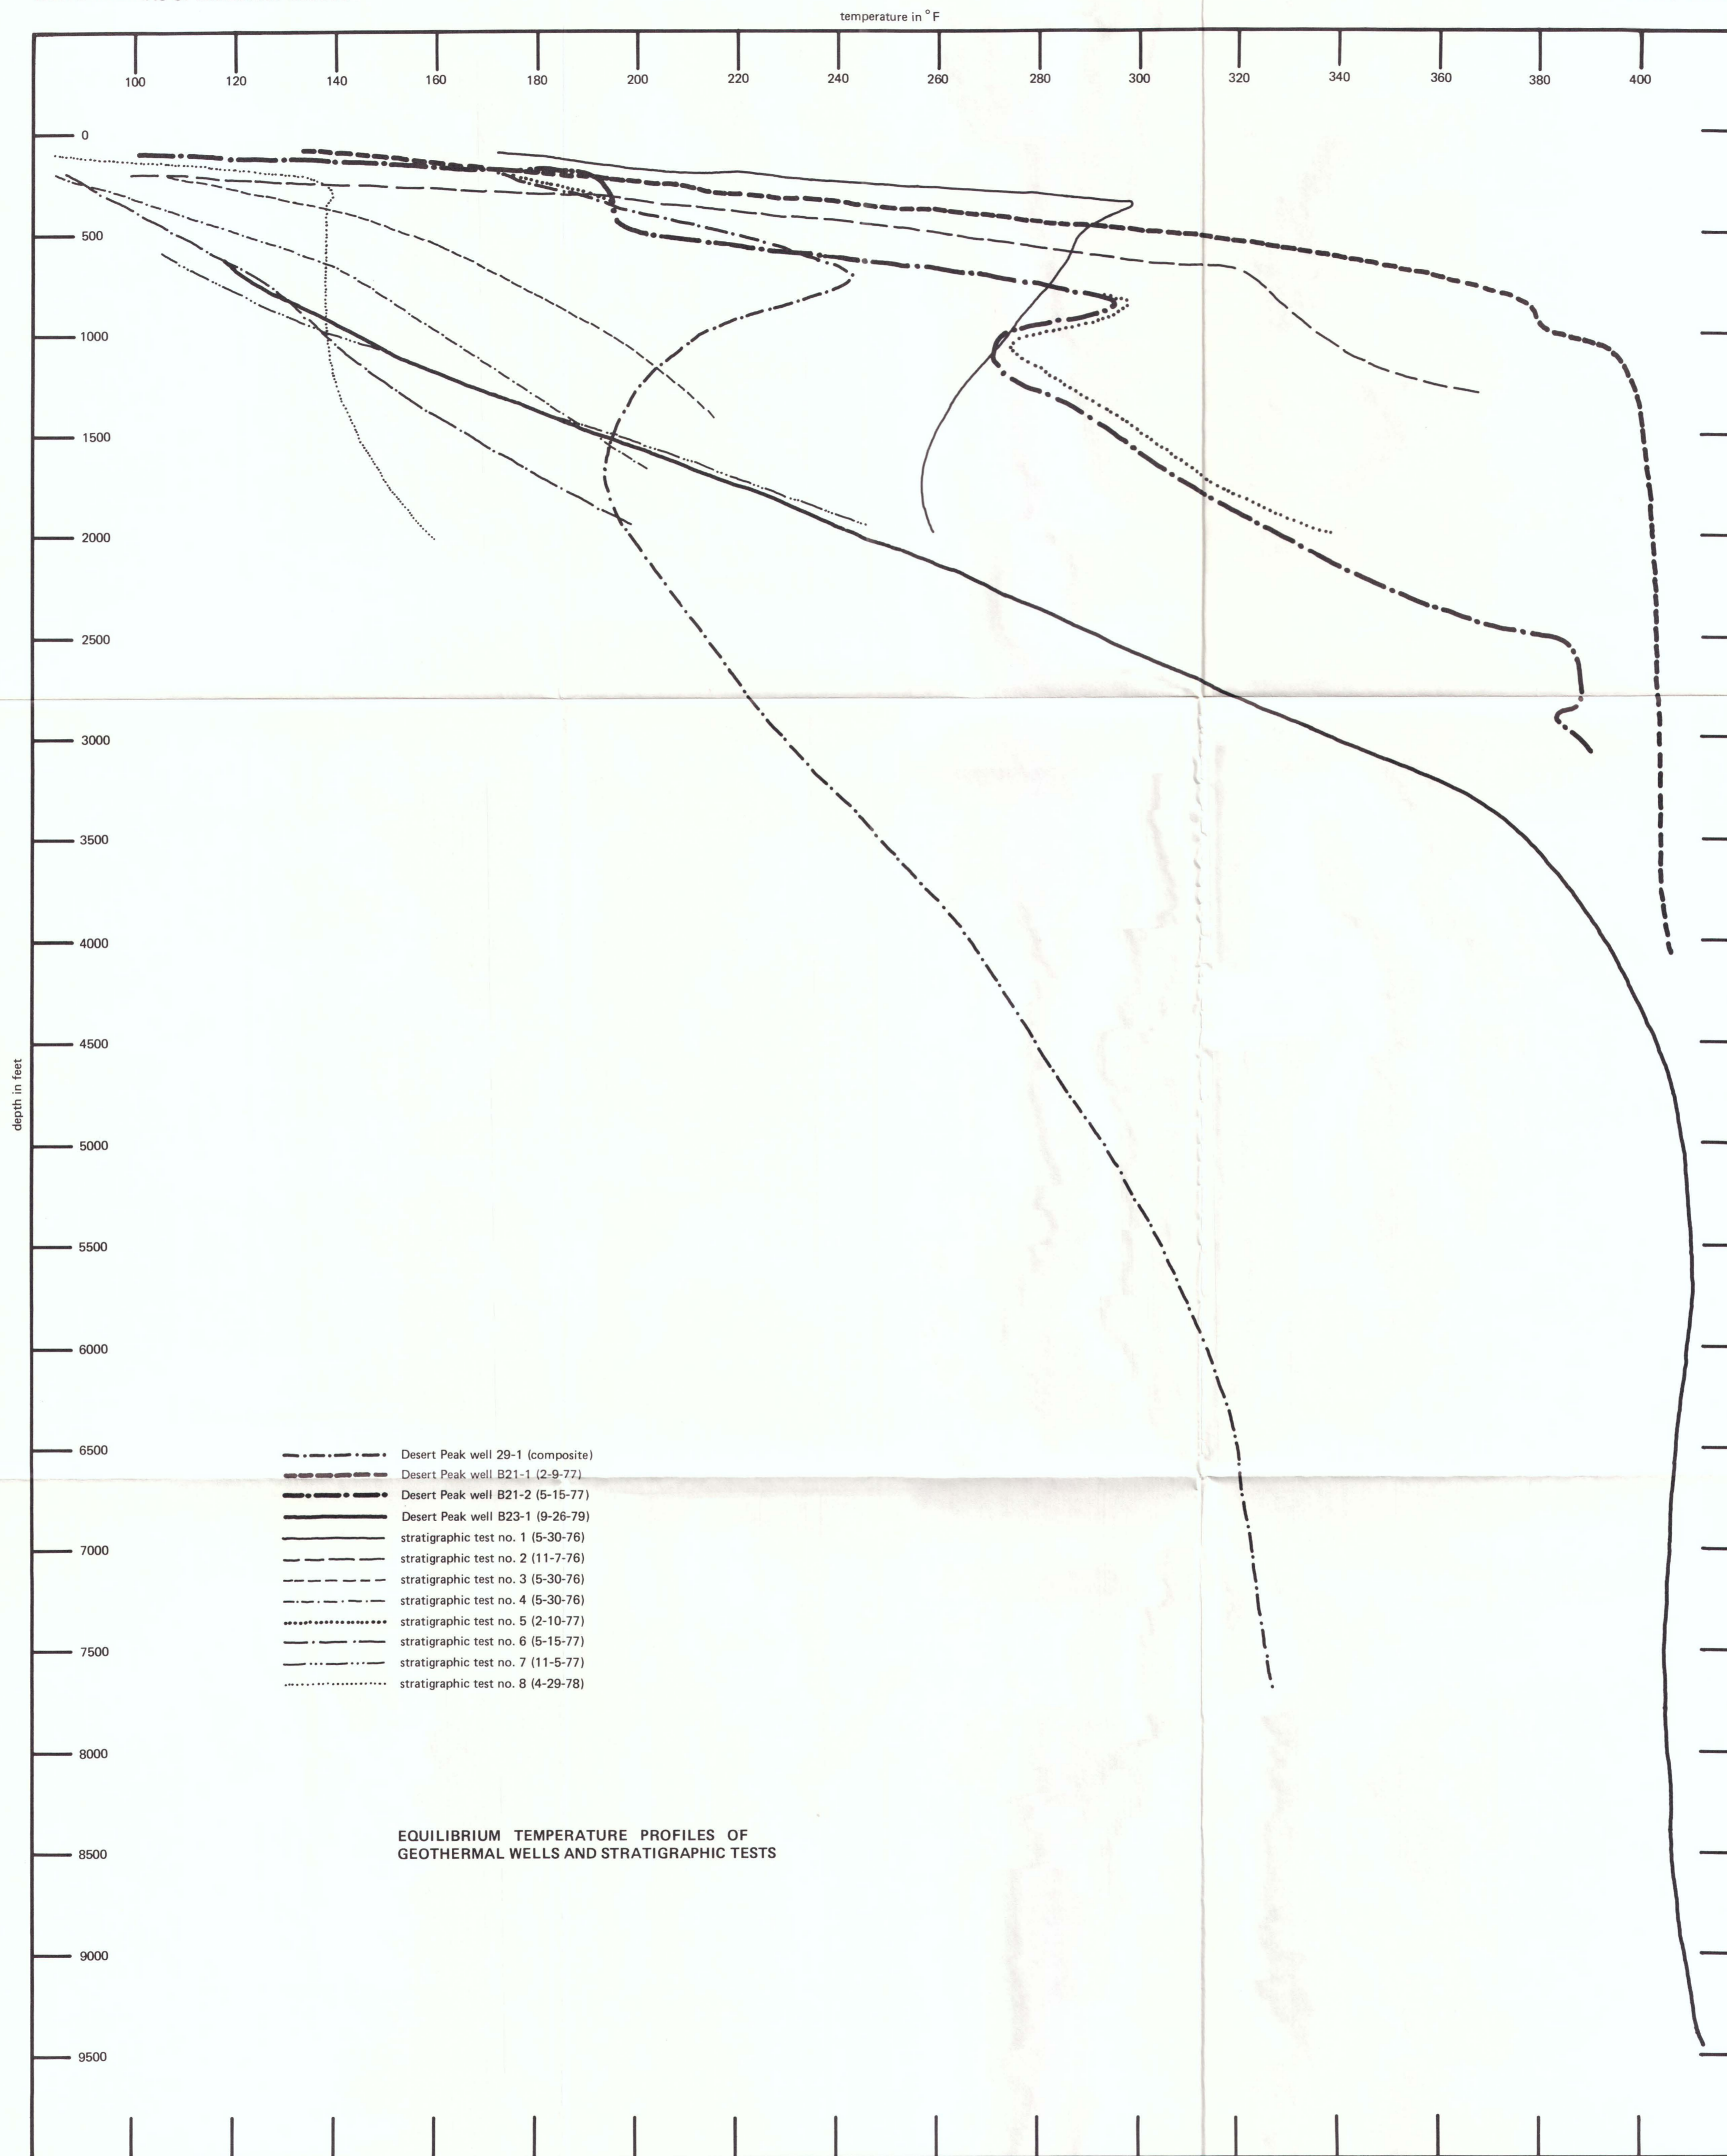 temperature in °F
100 120 140 160 180 200 220 240 260 280 300 320 340 360 380 400
0
500
1000
1500
2000
2500
3000
3500
4000
4500
depth in feet
5000
5500
6000
6500
7000
7500
8000
8500
9000
9500
Desert Peak well 29-1 (composite)
Desert Peak well B21-1 (2-9-77)
Desert Peak well B21-2 (5-15-77)
Desert Peak well B23-1 (9-26-79)
stratigraphic test no. 1 (5-30-76)
stratigraphic test no. 2 (11-7-76)
stratigraphic test no. 3 (5-30-76)
stratigraphic test no. 4 (5-30-76)
stratigraphic test no. 5 (2-10-77)
stratigraphic test no. 6 (5-15-77)
stratigraphic test no. 7 (11-5-77)
stratigraphic test no. 8 (4-29-78)
EQUILIBRIUM TEMPERATURE PROFILES OF
GEOTHERMAL WELLS AND STRATIGRAPHIC TESTS